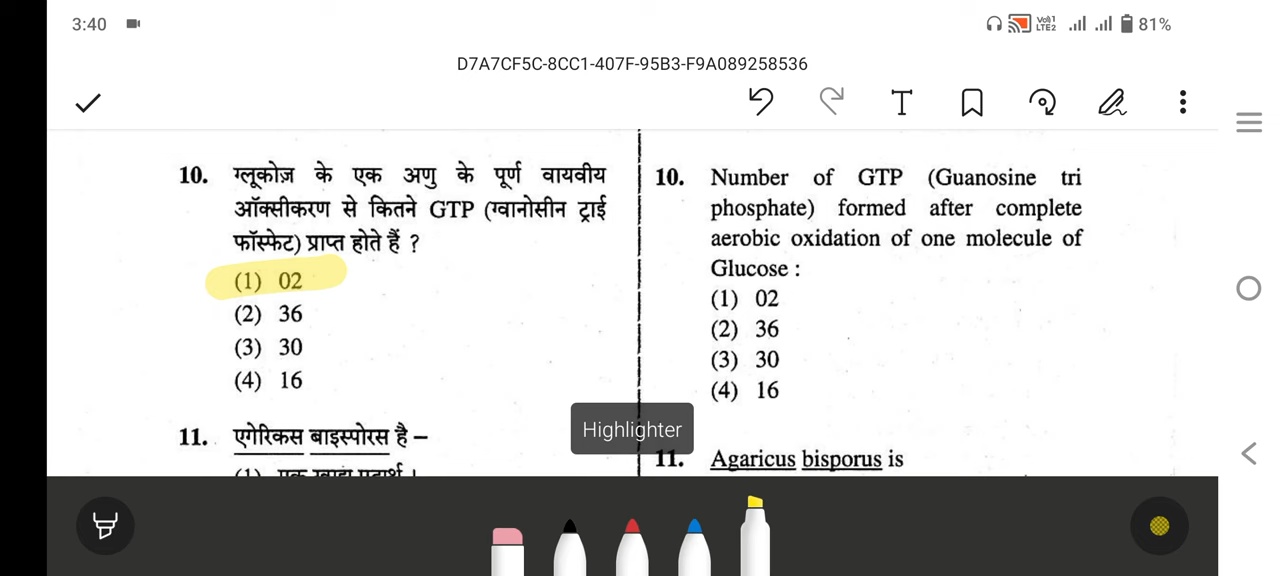 3:40
Vol) 1
LTE2
81%
D7A7CF5C-8CC1-407F-95B3-F9A089258536
T
10. ग्लूकोज़ के एक अणु के पूर्ण वायवीय
ऑक्सीकरण से कितने GTP (ग्वानोसीन ट्राई
फॉस्फेट) प्राप्त होते हैं ?
(1) 02
(2) 36
(3) 30
(4) 16
11. एगेरिकस बाइस्पोरस है –
10. Number of GTP (Guanosine tri
phosphate) formed after complete
aerobic oxidation of one molecule of
Glucose :
(1) 02
(2) 36
(3) 30
(4) 16
11. Agaricus bisporus is
Highlighter